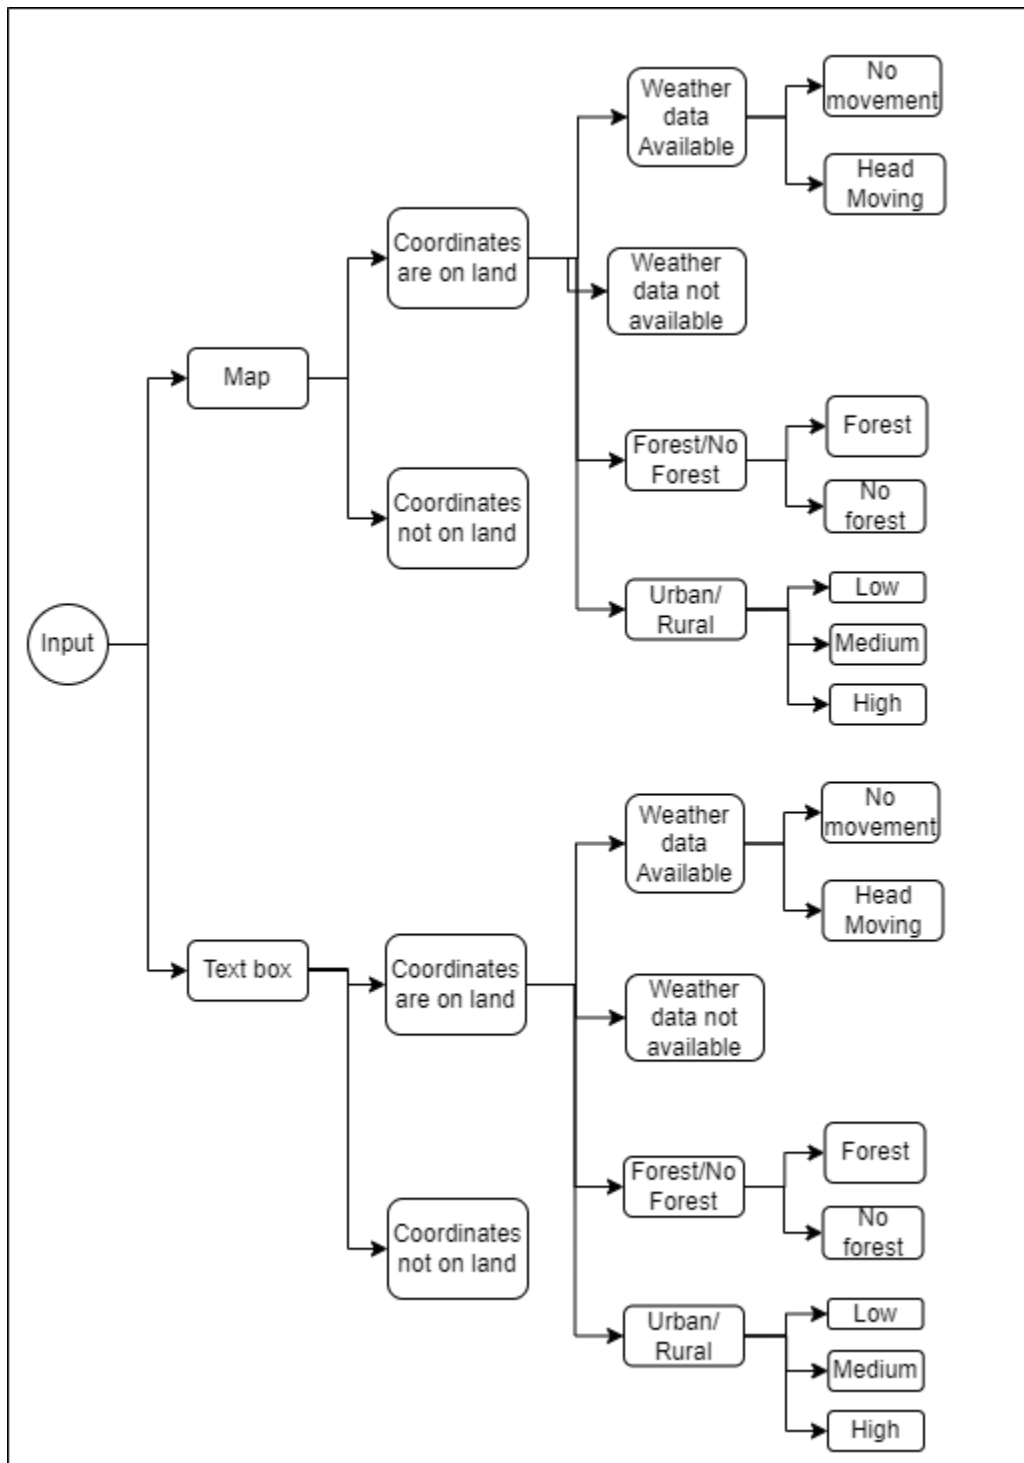 Input
Map
Coordinates
are on land
Weather
data
Available
No
movement
Head
Moving
Weather
data not
available
Forest/No
Forest
Forest
No
forest
Urban/
Rural
Low
Medium
High
Coordinates
not on land
Text box
Coordinates
are on land
Weather
data
Available
No
movement
Head
Moving
Weather
data not
available
Forest/No
Forest
Forest
No
forest
Urban/
Rural
Low
Medium
High
Coordinates
not on land